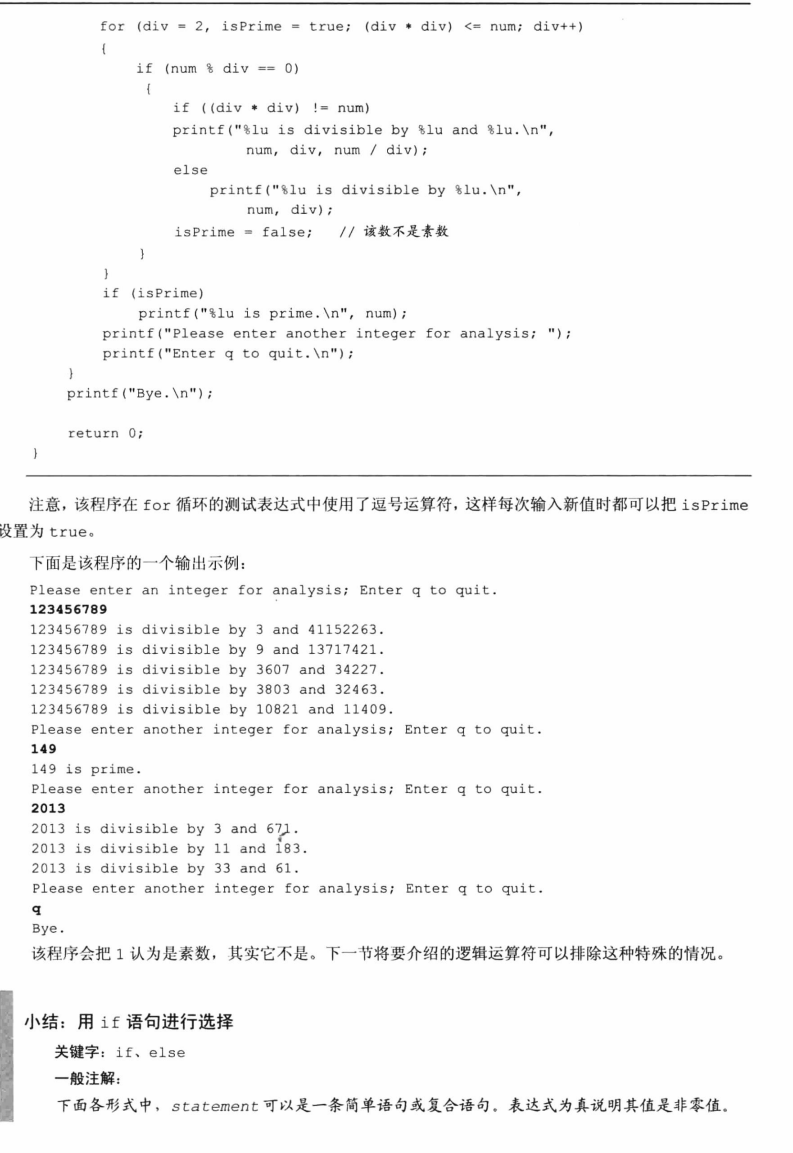 for (div = 2, isPrime = true; (div * div) <= num; div++)
{
if (num % div == 0)
{
if ((div * div) != num)
printf("%lu is divisible by %lu and %lu.\n",
num, div, num / div);
else
printf("%lu is divisible by %lu.\n",
num, div);
isPrime = false; // 该数不是素数
}
}
if (isPrime)
printf("%lu is prime.\n", num);
printf("Please enter another integer for analysis; ");
printf("Enter q to quit.\n");
}
printf("Bye.\n");
return 0;
}
注意，该程序在 for 循环的测试表达式中使用了逗号运算符，这样每次输入新值时都可以把 isPrime
设置为 true。
下面是该程序的一个输出示例：
Please enter an integer for analysis; Enter q to quit.
123456789
123456789 is divisible by 3 and 41152263.
123456789 is divisible by 9 and 13717421.
123456789 is divisible by 3607 and 34227.
123456789 is divisible by 3803 and 32463.
123456789 is divisible by 10821 and 11409.
Please enter another integer for analysis; Enter q to quit.
149
149 is prime.
Please enter another integer for analysis; Enter q to quit.
2013
2013 is divisible by 3 and 671.
2013 is divisible by 11 and 183.
2013 is divisible by 33 and 61.
Please enter another integer for analysis; Enter q to quit.
q
Bye.
该程序会把 1 认为是素数，其实它不是。下一节将要介绍的逻辑运算符可以排除这种特殊的情况。
小结：用 if 语句进行选择
关键字：if、else
一般注解：
下面各形式中，statement 可以是一条简单语句或复合语句。表达式为真说明其值是非零值。